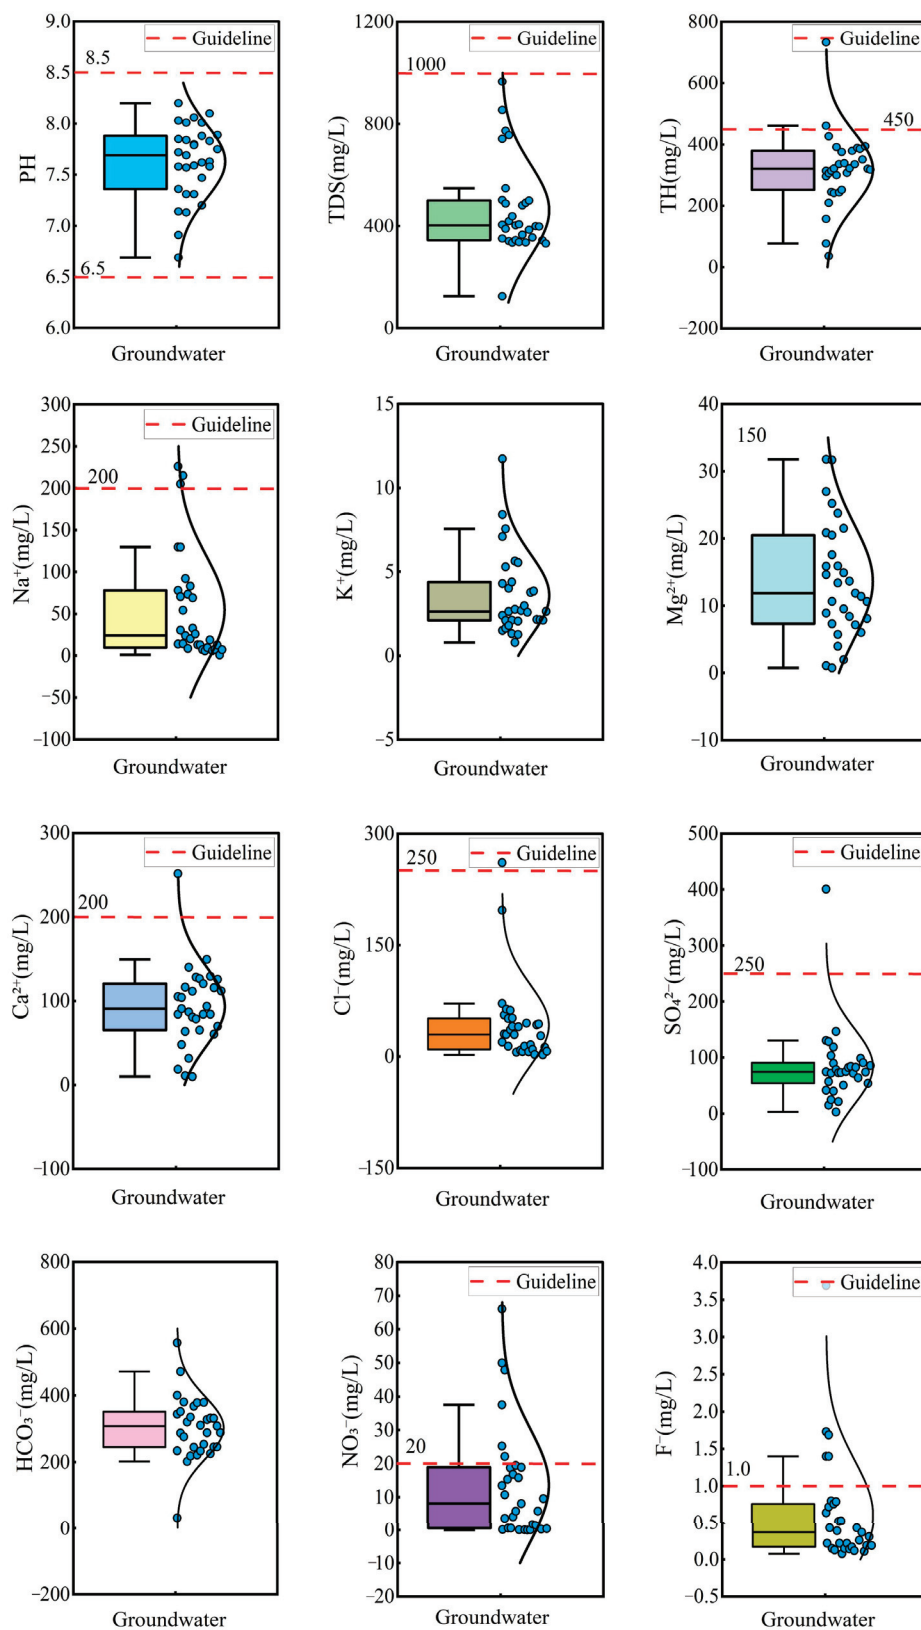 9.0
8.5
8.0
7.5
7.0
6.5
6.0
PH
Guideline
8.5
6.5
Groundwater
1200
800
400
0
TDS(mg/L)
Guideline
1000
Groundwater
800
600
400
200
0
−200
TH(mg/L)
Guideline
450
Groundwater
300
250
200
150
100
50
0
−50
−100
Na⁺(mg/L)
Guideline
200
Groundwater
15
10
5
0
−5
K⁺(mg/L)
Groundwater
40
30
20
10
0
−10
Mg²⁺(mg/L)
150
Groundwater
300
200
100
0
−100
Ca²⁺(mg/L)
Guideline
200
Groundwater
300
150
0
−150
Cl⁻(mg/L)
Guideline
250
Groundwater
500
400
300
200
100
0
−100
SO₄²⁻(mg/L)
Guideline
250
Groundwater
800
600
400
200
0
−200
HCO₃⁻(mg/L)
Groundwater
80
70
60
50
40
30
20
10
0
−10
−20
NO₃⁻(mg/L)
Guideline
20
Groundwater
4.0
3.5
3.0
2.5
2.0
1.5
1.0
0.5
0.0
−0.5
F⁻(mg/L)
Guideline
1.0
Groundwater